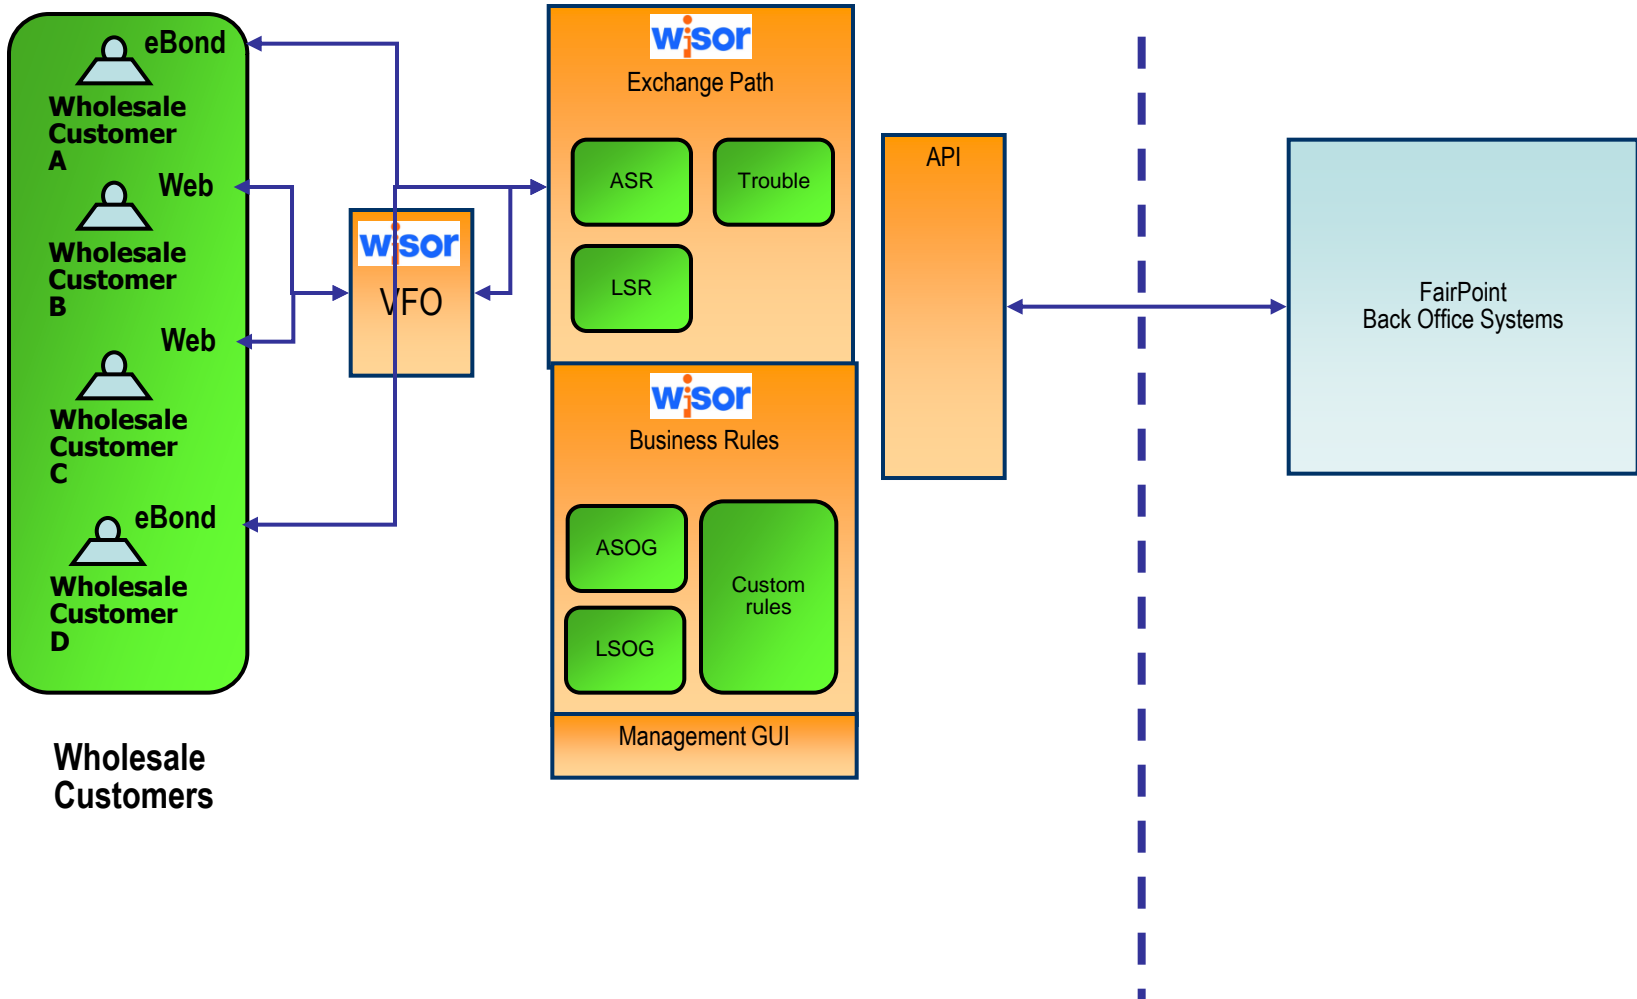 eBond
Wholesale
Customer
A
Web
Wholesale
Customer
B
Web
Wholesale
Customer
C
eBond
Wholesale
Customer
D
Wholesale
Customers
wisor
VFO
wisor
Exchange Path
ASR
Trouble
LSR
wisor
Business Rules
ASOG
Custom
rules
LSOG
Management GUI
API
FairPoint
Back Office Systems